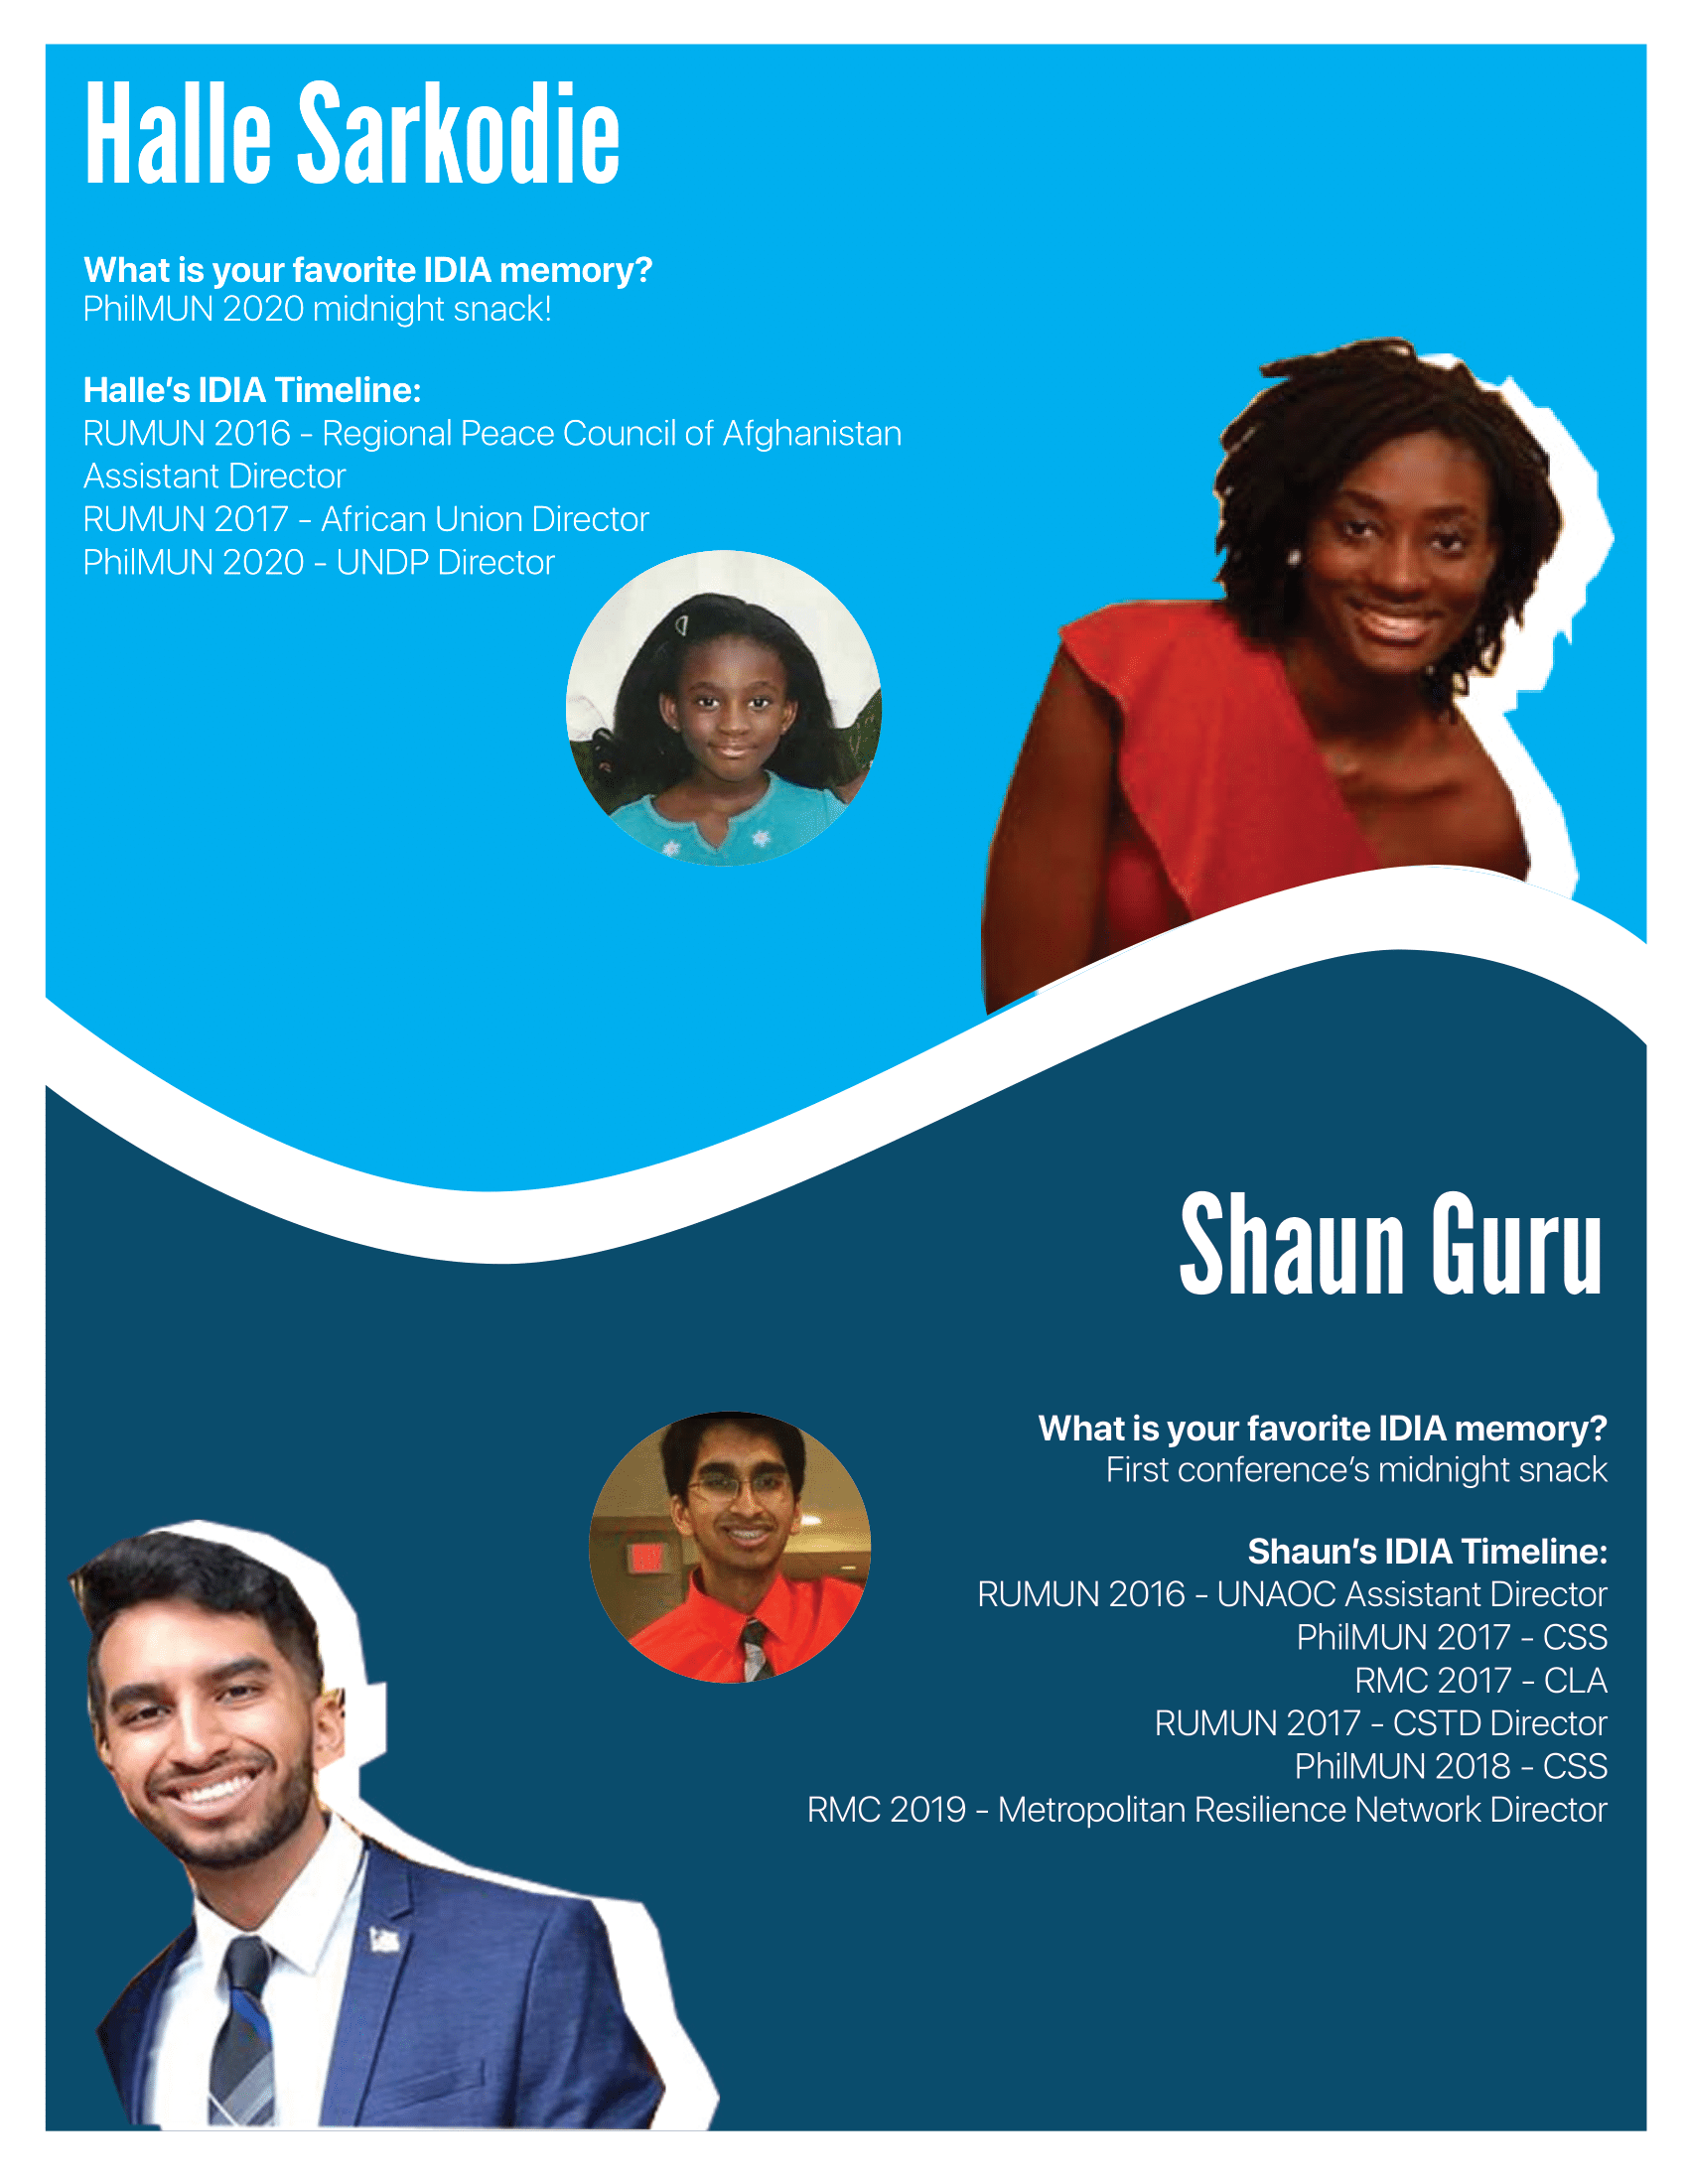 Halle Sarkodie
What is your favorite IDIA memory?
PhilMUN 2020 midnight snack!
Halle’s IDIA Timeline:
RUMUN 2016 - Regional Peace Council of Afghanistan
Assistant Director
RUMUN 2017 - African Union Director
PhilMUN 2020 - UNDP Director
Shaun Guru
What is your favorite IDIA memory?
First conference’s midnight snack
Shaun’s IDIA Timeline:
RUMUN 2016 - UNAOC Assistant Director
PhilMUN 2017 - CSS
RMC 2017 - CLA
RUMUN 2017 - CSTD Director
PhilMUN 2018 - CSS
RMC 2019 - Metropolitan Resilience Network Director